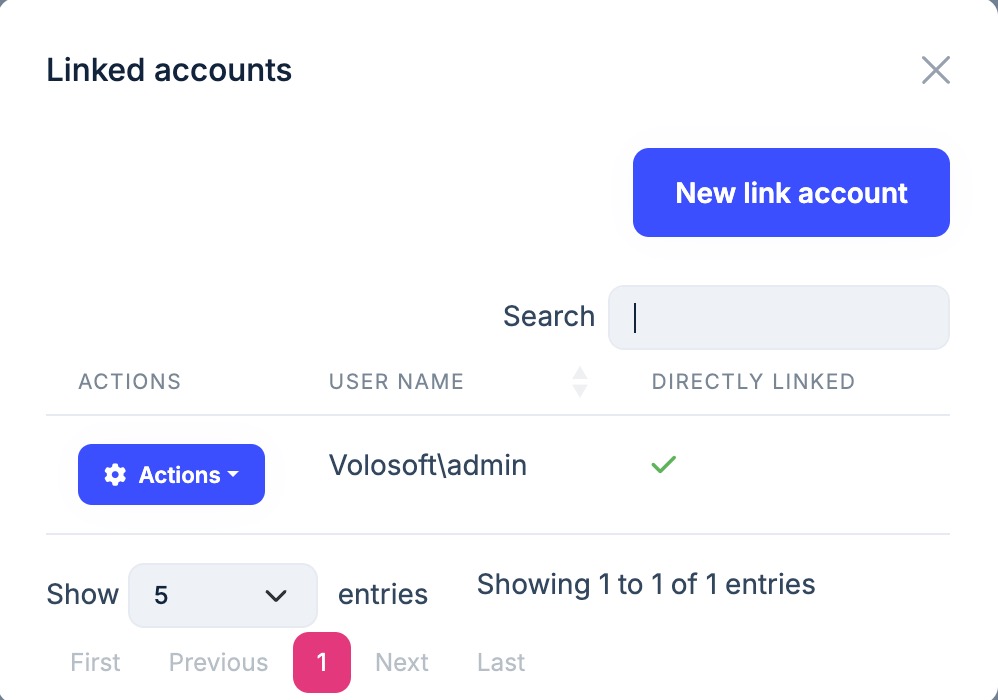 Linked accounts
New link account
Search
ACTIONS USER NAME DIRECTLY LINKED
Actions Volosoft\admin
Show 5 entries Showing 1 to 1 of 1 entries
First Previous 1 Next Last